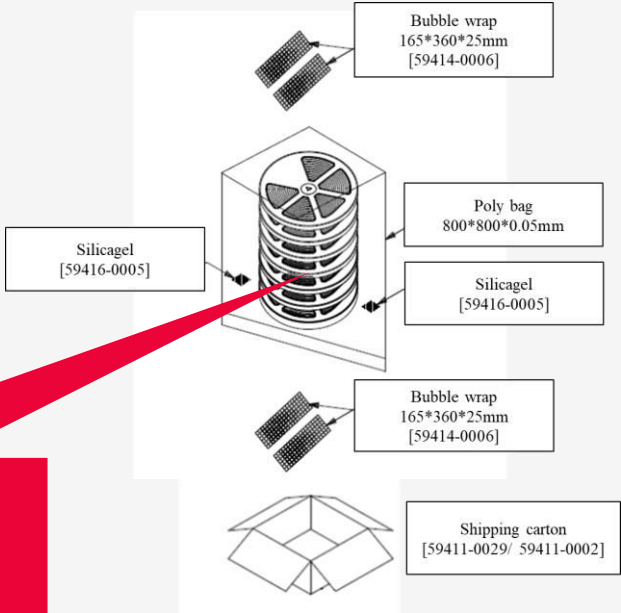 Bubble wrap
165*360*25mm
[59414-0006]
Poly bag
800*800*0.05mm
Silicagel
[59416-0005]
Silicagel
[59416-0005]
Bubble wrap
165*360*25mm
[59414-0006]
Shipping carton
[59411-0029/ 59411-0002]